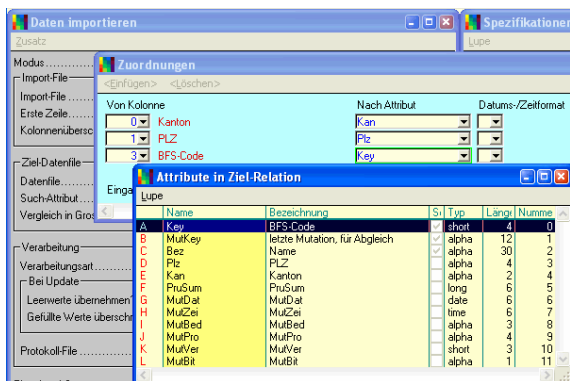 Daten importieren
Spezifikationen
Zusatz
Lupe
Modus
Import-File
Import-File
Erste Zeile
Kolonnenübersc
Ziel-Datenfile
Datenfile
Such-Attribut
Vergleich in Gros
Verarbeitung
Verarbeitungsart
Bei Update
Leerwerte übernehmen?
Gefüllte Werte überschr
Protokoll-File
Zuordnungen
<Einfügen> <Löschen>
Von Kolonne Nach Attribut Datums-/Zeitformat
0 Kanton Kan
1 PLZ Plz
3 BFS-Code Key
Einga
Attribute in Ziel-Relation
Lupe
Name Bezeichnung Typ Länge Numme
A Key BFS-Code short 4 0
B MutKey letzte Mutation, für Abgleich alpha 12 1
C Bez Name alpha 30 2
D Plz PLZ alpha 4 3
E Kan Kanton alpha 2 4
F PruSum PruSum long 6 5
G MutDat MutDat date 6 6
H MutZei MutZei time 6 7
I MutBed MutBed alpha 3 8
J MutPro MutPro alpha 4 9
K MutVer MutVer short 3 10
L MutBit MutBit alpha 1 11